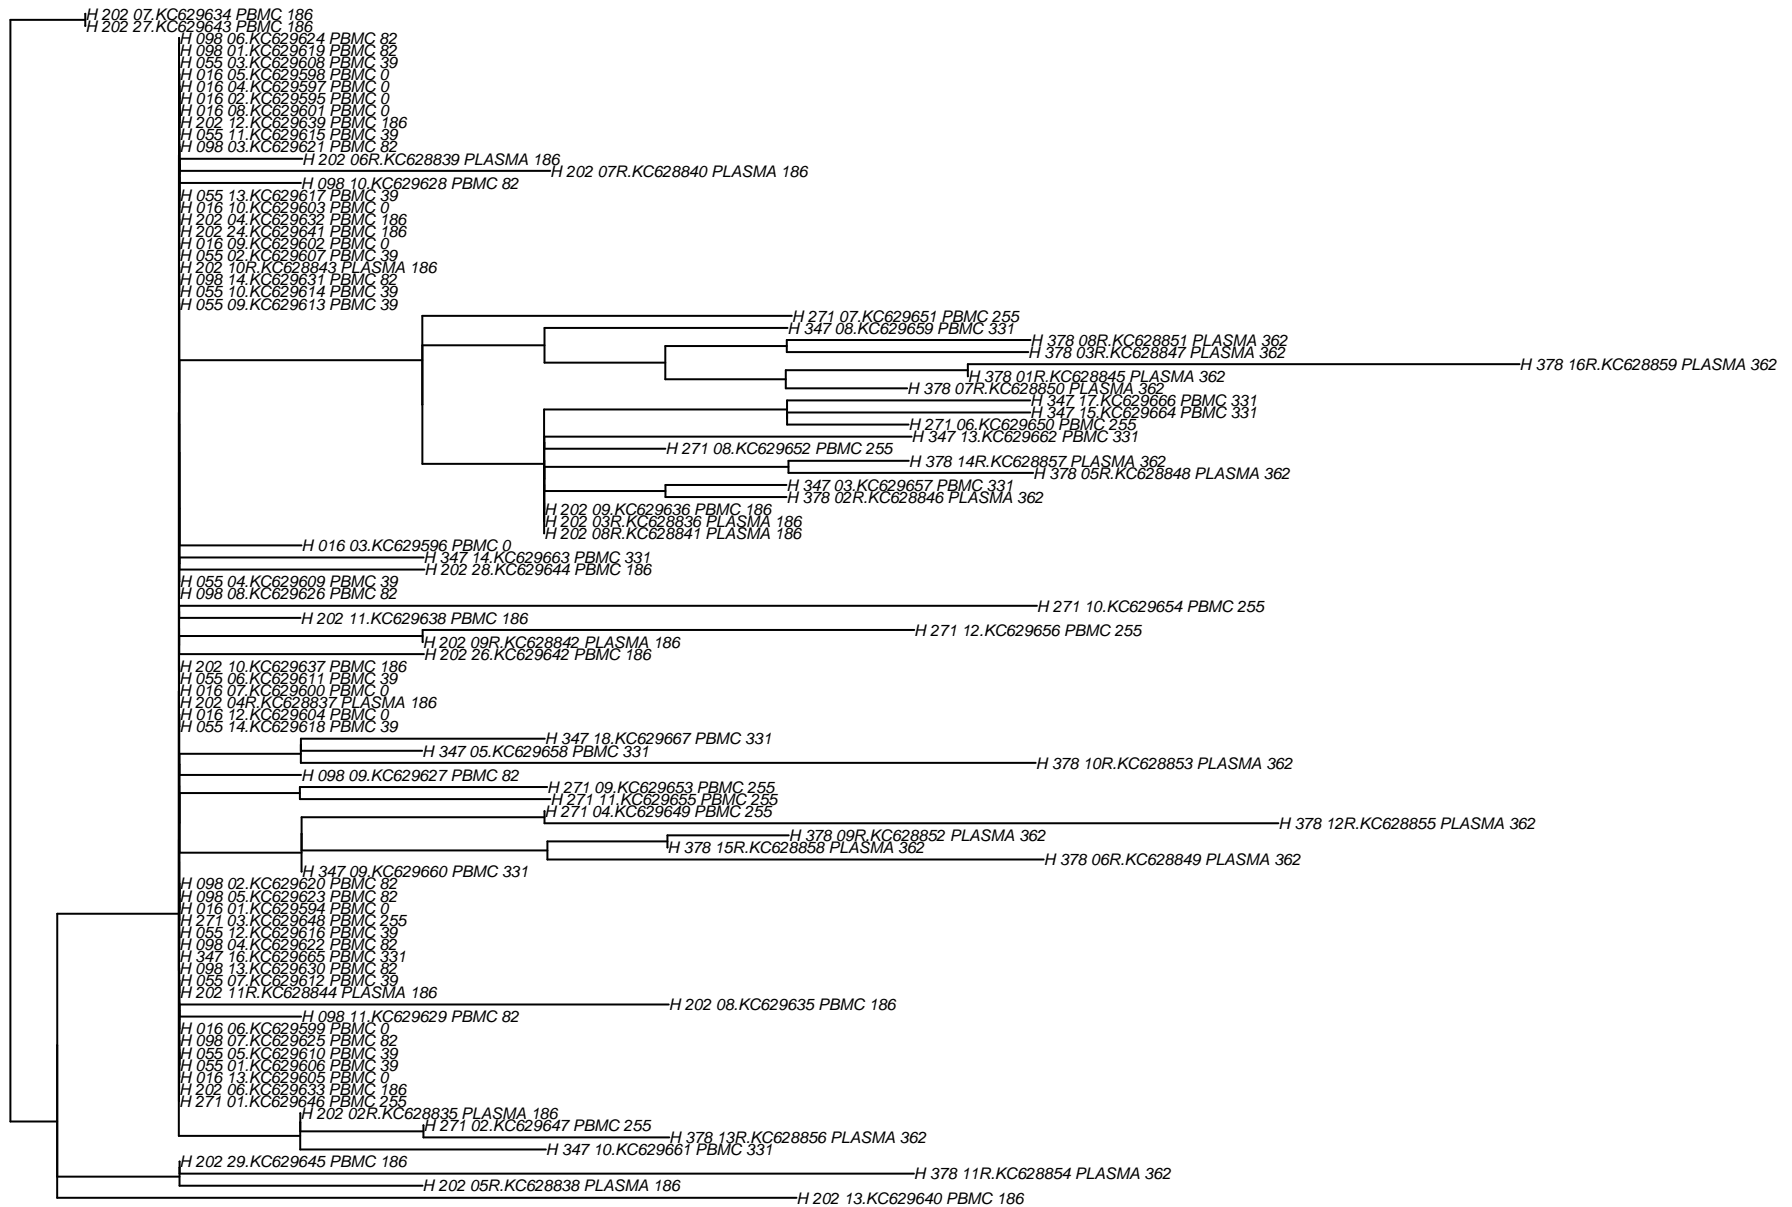 H 202 07.KC629634 PBMC 186
H 202 27.KC629643 PBMC 186
H 098 06.KC629624 PBMC 82
H 098 01.KC629619 PBMC 82
H 055 03.KC629608 PBMC 39
H 016 05.KC629598 PBMC 0
H 016 04.KC629597 PBMC 0
H 016 02.KC629595 PBMC 0
H 016 08.KC629601 PBMC 0
H 202 12.KC629639 PBMC 186
H 055 11.KC629615 PBMC 39
H 098 03.KC629621 PBMC 82
H 202 06R.KC628839 PLASMA 186
H 202 07R.KC628840 PLASMA 186
H 098 10.KC629628 PBMC 82
H 055 13.KC629617 PBMC 39
H 016 10.KC629603 PBMC 0
H 202 04.KC629632 PBMC 186
H 202 24.KC629641 PBMC 186
H 016 09.KC629602 PBMC 0
H 055 02.KC629607 PBMC 39
H 202 10R.KC628843 PLASMA 186
H 098 14.KC629631 PBMC 82
H 055 10.KC629614 PBMC 39
H 055 09.KC629613 PBMC 39
H 271 07.KC629651 PBMC 255
H 347 08.KC629659 PBMC 331
H 378 08R.KC628851 PLASMA 362
H 378 03R.KC628847 PLASMA 362
H 378 16R.KC628859 PLASMA 362
H 378 01R.KC628845 PLASMA 362
H 378 07R.KC628850 PLASMA 362
H 347 17.KC629666 PBMC 331
H 347 15.KC629664 PBMC 331
H 271 06.KC629650 PBMC 255
H 347 13.KC629662 PBMC 331
H 271 08.KC629652 PBMC 255
H 378 14R.KC628857 PLASMA 362
H 378 05R.KC628848 PLASMA 362
H 347 03.KC629657 PBMC 331
H 378 02R.KC628846 PLASMA 362
H 202 09.KC629636 PBMC 186
H 202 03R.KC628836 PLASMA 186
H 202 08R.KC628841 PLASMA 186
H 016 03.KC629596 PBMC 0
H 347 14.KC629663 PBMC 331
H 202 28.KC629644 PBMC 186
H 055 04.KC629609 PBMC 39
H 098 08.KC629626 PBMC 82
H 271 10.KC629654 PBMC 255
H 202 11.KC629638 PBMC 186
H 271 12.KC629656 PBMC 255
H 202 09R.KC628842 PLASMA 186
H 202 26.KC629642 PBMC 186
H 202 10.KC629637 PBMC 186
H 055 06.KC629611 PBMC 39
H 016 07.KC629600 PBMC 0
H 202 04R.KC628837 PLASMA 186
H 016 12.KC629604 PBMC 0
H 055 14.KC629618 PBMC 39
H 347 18.KC629667 PBMC 331
H 347 05.KC629658 PBMC 331
H 378 10R.KC628853 PLASMA 362
H 098 09.KC629627 PBMC 82
H 271 09.KC629653 PBMC 255
H 271 11.KC629655 PBMC 255
H 271 04.KC629649 PBMC 255
H 378 12R.KC628855 PLASMA 362
H 378 09R.KC628852 PLASMA 362
H 378 15R.KC628858 PLASMA 362
H 378 06R.KC628849 PLASMA 362
H 347 09.KC629660 PBMC 331
H 098 02.KC629620 PBMC 82
H 098 05.KC629623 PBMC 82
H 016 01.KC629594 PBMC 0
H 271 03.KC629648 PBMC 255
H 055 12.KC629616 PBMC 39
H 098 04.KC629622 PBMC 82
H 347 16.KC629665 PBMC 331
H 098 13.KC629630 PBMC 82
H 055 07.KC629612 PBMC 39
H 202 11R.KC628844 PLASMA 186
H 202 08.KC629635 PBMC 186
H 098 11.KC629629 PBMC 82
H 016 06.KC629599 PBMC 0
H 098 07.KC629625 PBMC 82
H 055 05.KC629610 PBMC 39
H 055 01.KC629606 PBMC 39
H 016 13.KC629605 PBMC 0
H 202 06.KC629633 PBMC 186
H 271 01.KC629646 PBMC 255
H 202 02R.KC628835 PLASMA 186
H 271 02.KC629647 PBMC 255
H 378 13R.KC628856 PLASMA 362
H 347 10.KC629661 PBMC 331
H 202 29.KC629645 PBMC 186
H 378 11R.KC628854 PLASMA 362
H 202 05R.KC628838 PLASMA 186
H 202 13.KC629640 PBMC 186